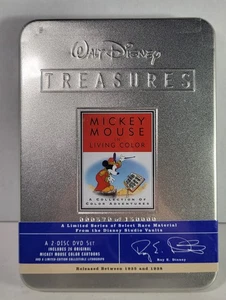 WALT DISNEY
TREASURES
MICKEY MOUSE
IN
LIVING COLOR
A COLLECTION OF
COLOR ADVENTURES
A Limited Series of Select Rare Material
From the Disney Studio Vaults
A 2-DISC DVD SET
INCLUDES 26 ORIGINAL
MICKEY MOUSE COLOR CARTOONS
Roy E. Disney
Released Between 1935 and 1938